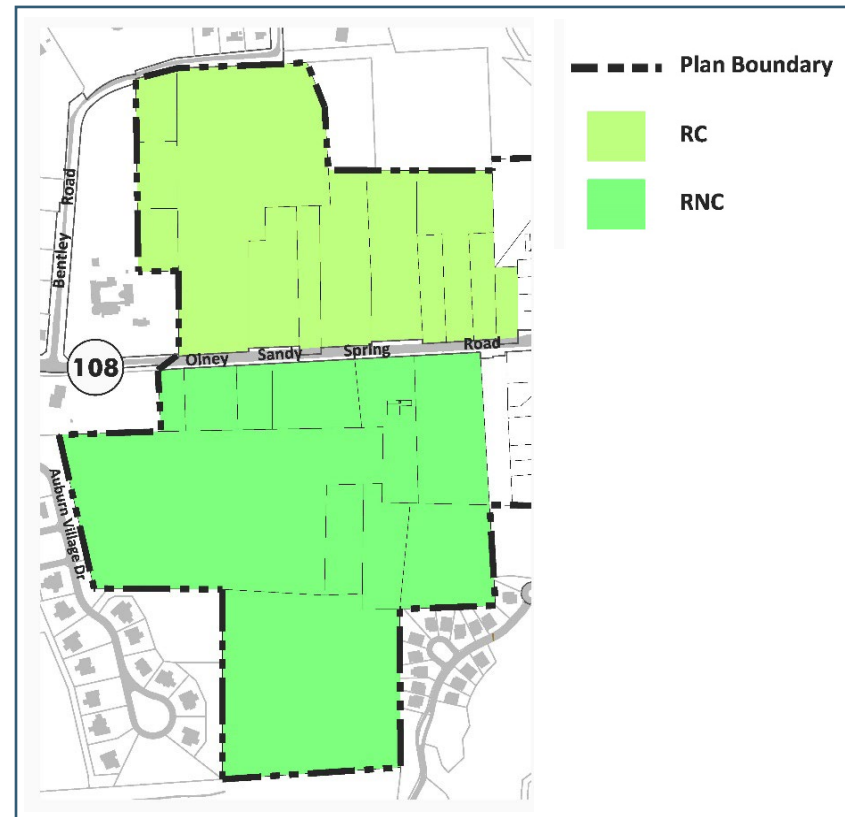 Plan Boundary
RC
RNC
Bentley Road
108
Olney Sandy Spring Road
Auburn Village Dr